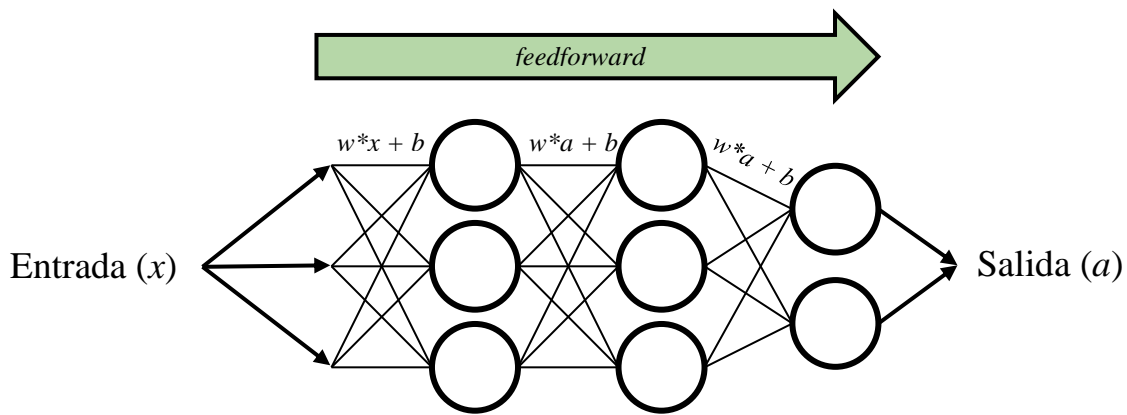 feedforward
w*x + b
w*a + b
w*a + b
Entrada (x)
Salida (a)